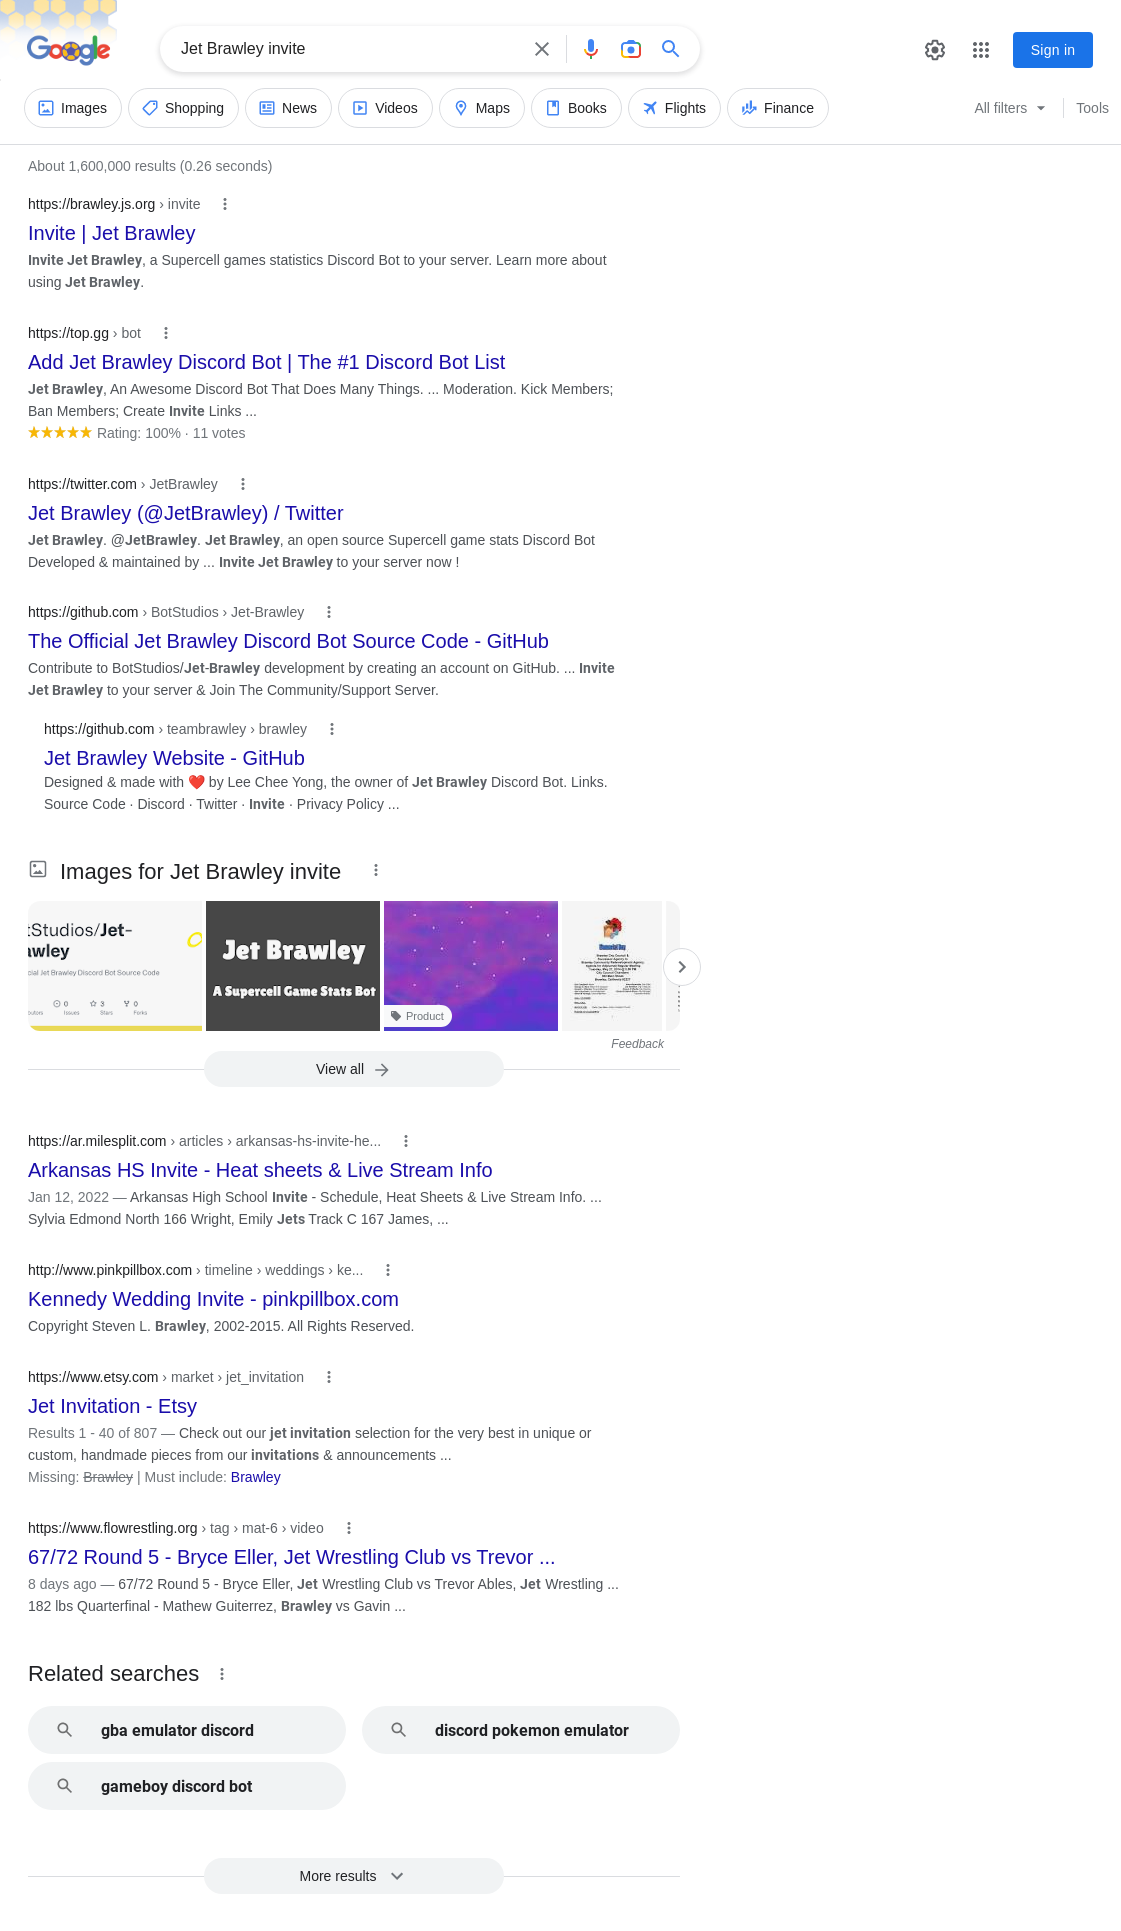 Google
Jet Brawley invite
Sign in
Images
Shopping
News
Videos
Maps
Books
Flights
Finance
All filters
Tools
About 1,600,000 results (0.26 seconds)
https://brawley.js.org › invite
Invite | Jet Brawley
Invite Jet Brawley, a Supercell games statistics Discord Bot to your server. Learn more about
using Jet Brawley.
https://top.gg › bot
Add Jet Brawley Discord Bot | The #1 Discord Bot List
Jet Brawley, An Awesome Discord Bot That Does Many Things. ... Moderation. Kick Members;
Ban Members; Create Invite Links ...
Rating: 100% · 11 votes
https://twitter.com › JetBrawley
Jet Brawley (@JetBrawley) / Twitter
Jet Brawley. @JetBrawley. Jet Brawley, an open source Supercell game stats Discord Bot
Developed & maintained by ... Invite Jet Brawley to your server now !
https://github.com › BotStudios › Jet-Brawley
The Official Jet Brawley Discord Bot Source Code - GitHub
Contribute to BotStudios/Jet-Brawley development by creating an account on GitHub. ... Invite
Jet Brawley to your server & Join The Community/Support Server.
https://github.com › teambrawley › brawley
Jet Brawley Website - GitHub
Designed & made with ❤️ by Lee Chee Yong, the owner of Jet Brawley Discord Bot. Links.
Source Code · Discord · Twitter · Invite · Privacy Policy ...
Images for Jet Brawley invite
tStudios/Jet-
awley
cial Jet Brawley Discord Bot Source Code
0
3
0
Issues
Stars
Forks
Jet Brawley
A Supercell Game Stats Bot
Product
Memorial Day
Feedback
View all
https://ar.milesplit.com › articles › arkansas-hs-invite-he...
Arkansas HS Invite - Heat sheets & Live Stream Info
Jan 12, 2022 — Arkansas High School Invite - Schedule, Heat Sheets & Live Stream Info. ...
Sylvia Edmond North 166 Wright, Emily Jets Track C 167 James, ...
http://www.pinkpillbox.com › timeline › weddings › ke...
Kennedy Wedding Invite - pinkpillbox.com
Copyright Steven L. Brawley, 2002-2015. All Rights Reserved.
https://www.etsy.com › market › jet_invitation
Jet Invitation - Etsy
Results 1 - 40 of 807 — Check out our jet invitation selection for the very best in unique or
custom, handmade pieces from our invitations & announcements ...
Missing: Brawley | Must include: Brawley
https://www.flowrestling.org › tag › mat-6 › video
67/72 Round 5 - Bryce Eller, Jet Wrestling Club vs Trevor ...
8 days ago — 67/72 Round 5 - Bryce Eller, Jet Wrestling Club vs Trevor Ables, Jet Wrestling ...
182 lbs Quarterfinal - Mathew Guiterrez, Brawley vs Gavin ...
Related searches
gba emulator discord
discord pokemon emulator
gameboy discord bot
More results